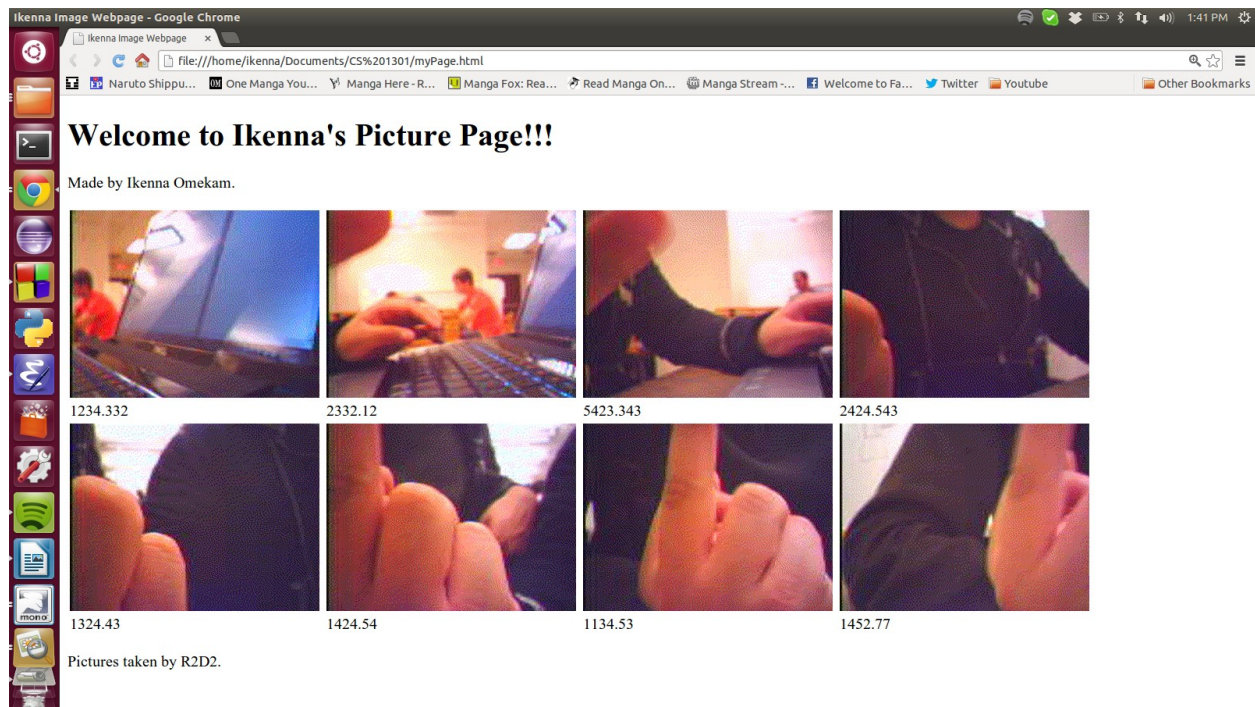 Ikenna Image Webpage - Google Chrome
1:41 PM
Ikenna Image Webpage ×
file:///home/ikenna/Documents/CS%201301/myPage.html
Naruto Shippu... One Manga You... Manga Here - R... Manga Fox: Rea... Read Manga On... Manga Stream -... Welcome to Fa... Twitter Youtube Other Bookmarks
Welcome to Ikenna's Picture Page!!!
Made by Ikenna Omekam.
1234.332 2332.12 5423.343 2424.543
1324.43 1424.54 1134.53 1452.77
mono
Pictures taken by R2D2.